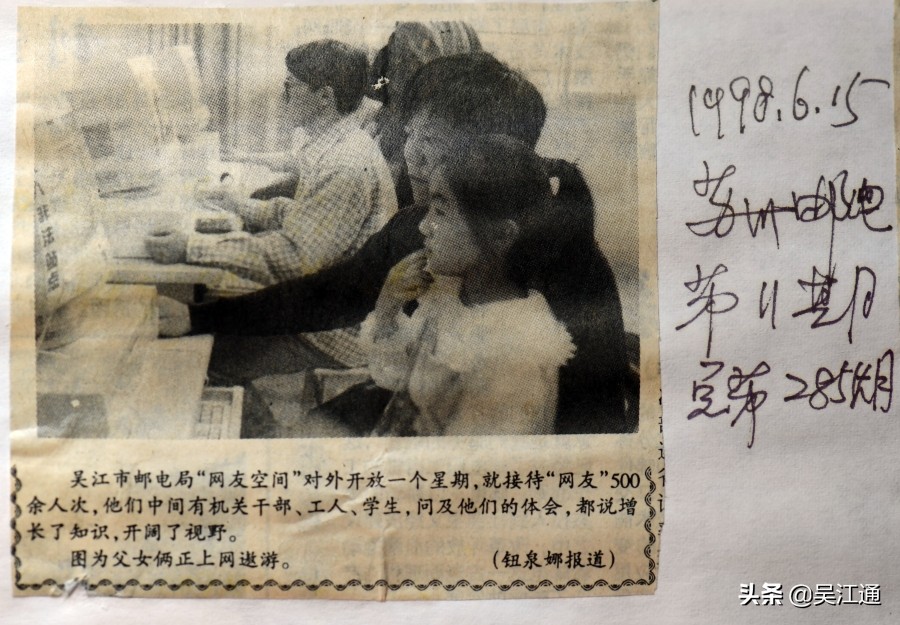 吴江市邮电局“网友空间”对外开放一个星期，就接待“网友”500
余人次，他们中间有机关干部、工人、学生，问及他们的体会，都说增
长了知识，开阔了视野。
图为父女俩正上网遨游。（钮泉娜报道）
1998.6.15
苏州邮电
第11期
总第285期
头条 @吴江通